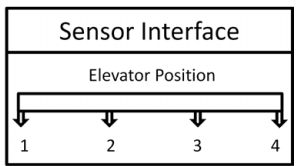 Sensor Interface
Elevator Position
1 2 3 4